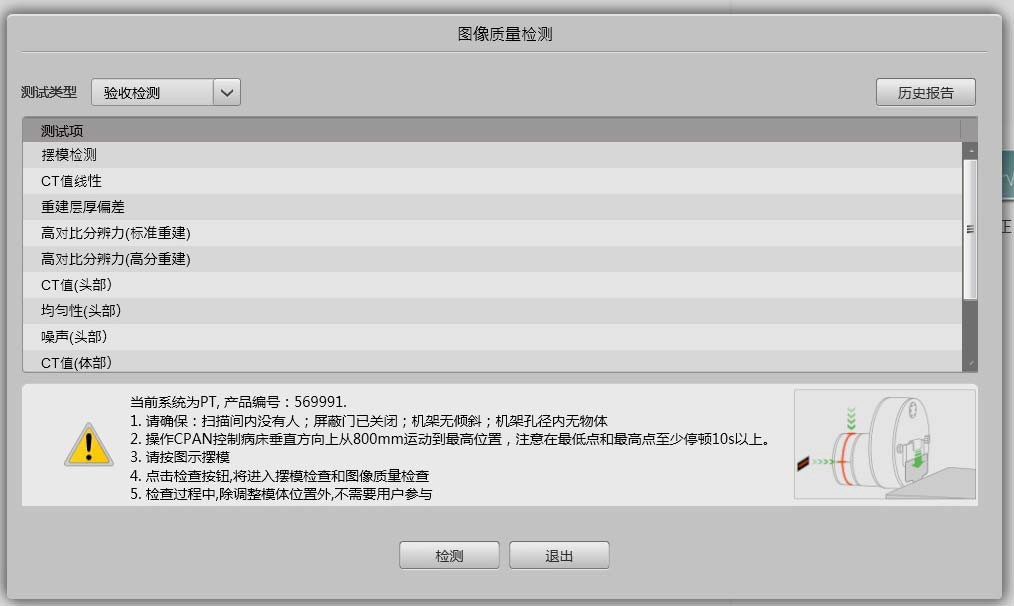 图像质量检测
测试类型 验收检测 历史报告
测试项
摆模检测
CT值线性
重建层厚偏差
高对比分辨力(标准重建)
高对比分辨力(高分重建)
CT值(头部)
均匀性(头部)
噪声(头部)
CT值(体部)
当前系统为PT, 产品编号：569991.
1. 请确保：扫描间内没有人；屏蔽门已关闭；机架无倾斜；机架孔径内无物体
2. 操作CPAN控制病床垂直方向上从800mm运动到最高位置，注意在最低点和最高点至少停顿10s以上。
3. 请按图示摆模
4. 点击检查按钮,将进入摆模检查和图像质量检查
5. 检查过程中,除调整模体位置外,不需要用户参与
检测 退出